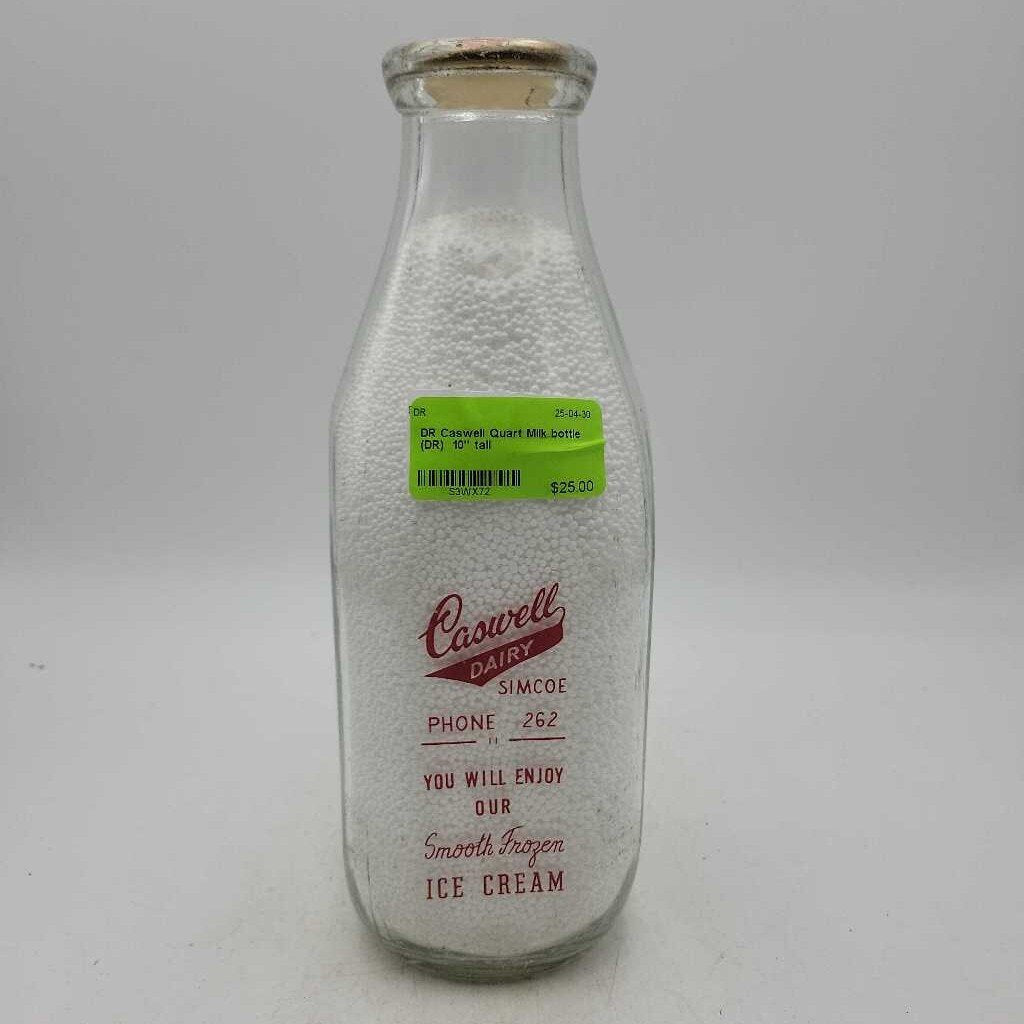 DR 25-04-30
DR Caswell Quart Milk bottle
(DR) 10" tall
S3WX72 $25.00
Caswell
DAIRY
SIMCOE
PHONE 262
YOU WILL ENJOY
OUR
Smooth Frozen
ICE CREAM